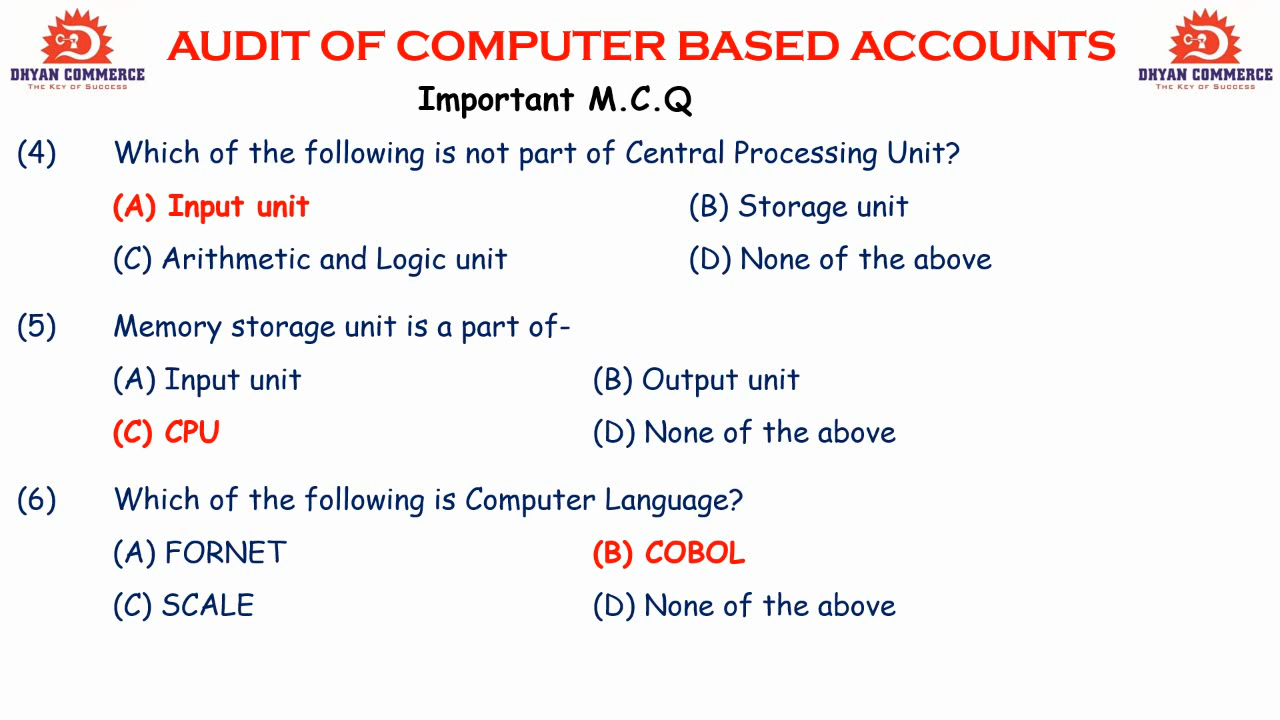 AUDIT OF COMPUTER BASED ACCOUNTS
DHYAN COMMERCE
THE KEY OF SUCCESS
DHYAN COMMERCE
THE KEY OF SUCCESS
Important M.C.Q
(4) Which of the following is not part of Central Processing Unit?
(A) Input unit (B) Storage unit
(C) Arithmetic and Logic unit (D) None of the above
(5) Memory storage unit is a part of-
(A) Input unit (B) Output unit
(C) CPU (D) None of the above
(6) Which of the following is Computer Language?
(A) FORNET (B) COBOL
(C) SCALE (D) None of the above